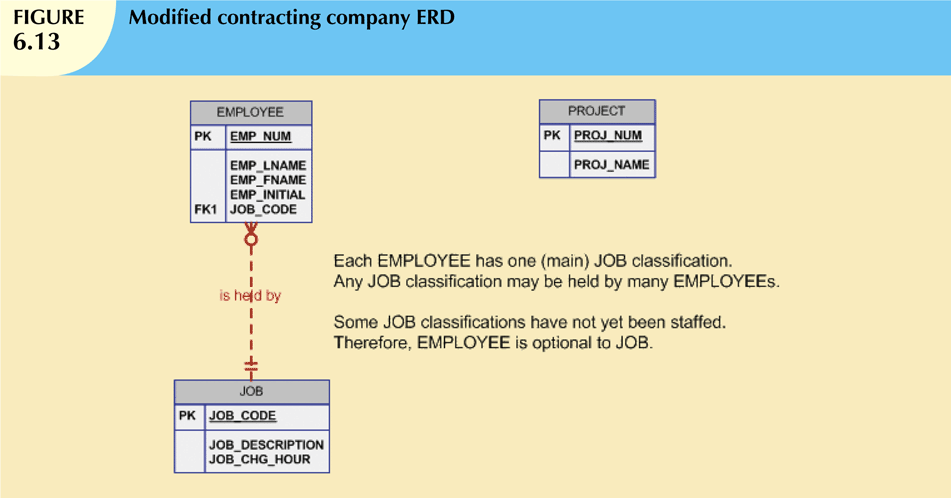 FIGURE
6.13
Modified contracting company ERD
EMPLOYEE
PK EMP_NUM
EMP_LNAME
EMP_FNAME
EMP_INITIAL
FK1 JOB_CODE
PROJECT
PK PROJ_NUM
PROJ_NAME
Each EMPLOYEE has one (main) JOB classification.
Any JOB classification may be held by many EMPLOYEEs.
is held by
Some JOB classifications have not yet been staffed.
Therefore, EMPLOYEE is optional to JOB.
JOB
PK JOB_CODE
JOB_DESCRIPTION
JOB_CHG_HOUR